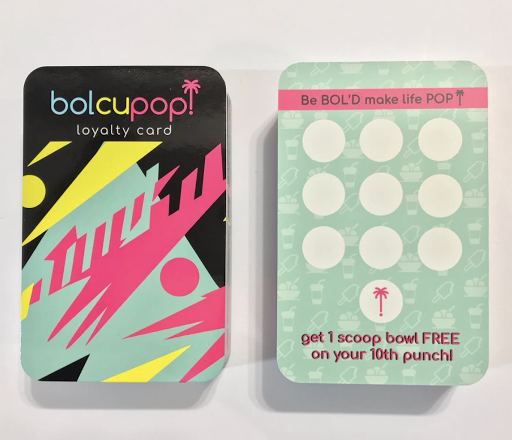 bolcupop!
loyalty card
Be BOL'D make life POP
get 1 scoop bowl FREE
on your 10th punch!